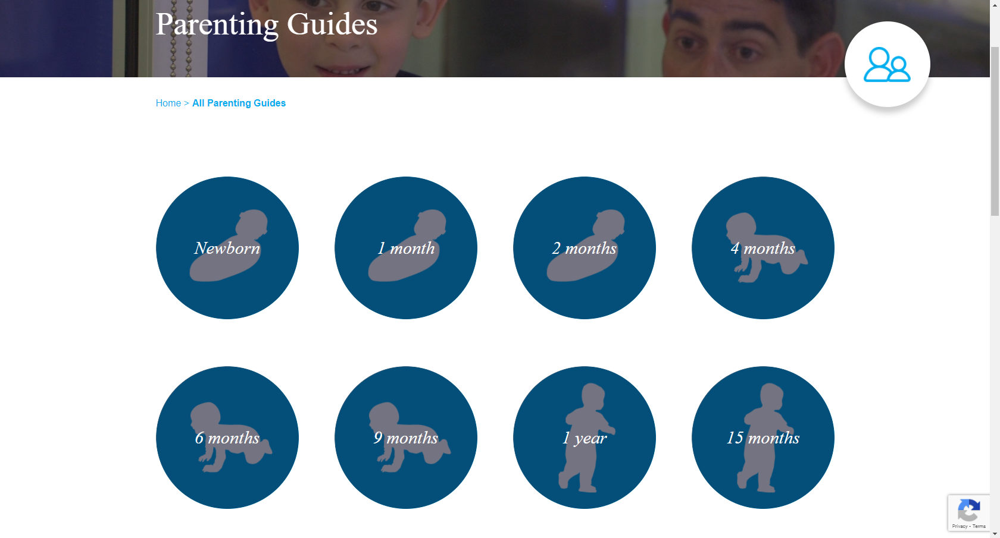 Parenting Guides
Home > All Parenting Guides
Newborn
1 month
2 months
4 months
6 months
9 months
1 year
15 months
Privacy - Terms